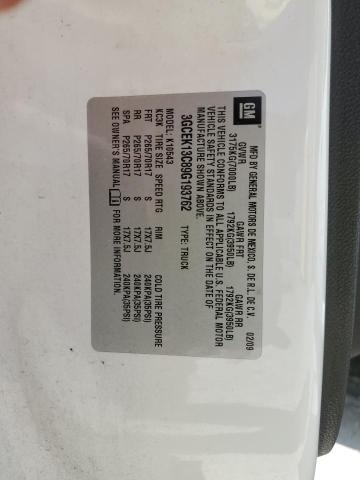 GM
MFD BY GENERAL MOTORS DE MEXICO, S. DE R.L. DE C.V. 02/09
GVWR GAWR FRT GAWR RR
3175KG(7000LB) 1792KG(3950LB) 1792KG(3950LB)
THIS VEHICLE CONFORMS TO ALL APPLICABLE U.S. FEDERAL MOTOR
VEHICLE SAFETY STANDARDS IN EFFECT ON THE DATE OF
MANUFACTURE SHOWN ABOVE.
3GCEK13C89G193762 TYPE: TRUCK
MODEL: K10543
KC3K TIRE SIZE SPEED RTG RIM COLD TIRE PRESSURE
FRT P265/70R17 S 17X7.5J 240KPA(35PSI)
RR P265/70R17 S 17X7.5J 240KPA(35PSI)
SPA P265/70R17 S 17X7.5J 240KPA(35PSI)
SEE OWNER'S MANUAL FOR MORE INFORMATION.